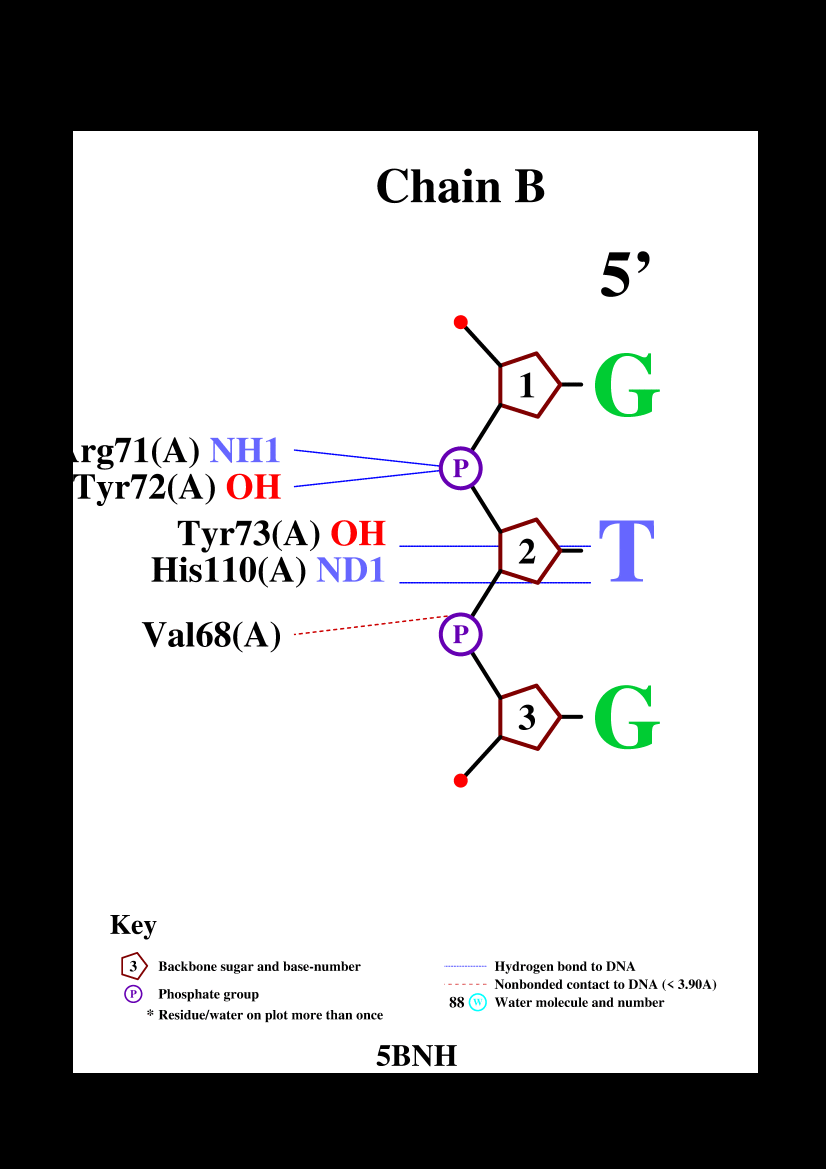 Chain B
5’
1 G
Arg71(A) NH1
P
Tyr72(A) OH
Tyr73(A) OH
2 T
His110(A) ND1
Val68(A)
P
3 G
Key
3 Backbone sugar and base-number
P Phosphate group
* Residue/water on plot more than once
Hydrogen bond to DNA
Nonbonded contact to DNA (< 3.90A)
88 W Water molecule and number
5BNH